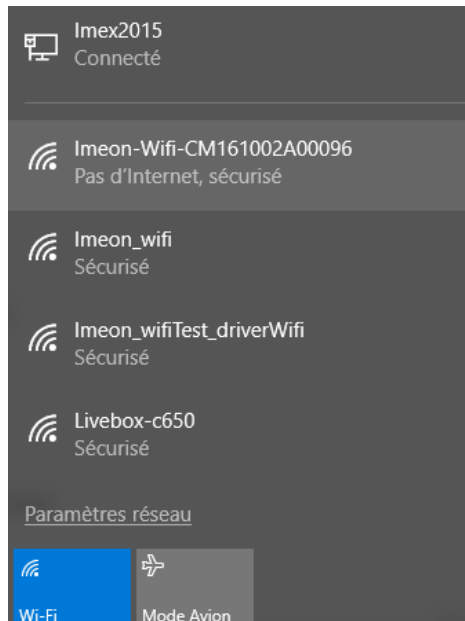 Imex2015
Connecté
Imeon-Wifi-CM161002A00096
Pas d'Internet, sécurisé
Imeon_wifi
Sécurisé
Imeon_wifiTest_driverWifi
Sécurisé
Livebox-c650
Sécurisé
Paramètres réseau
Wi-Fi
Mode Avion